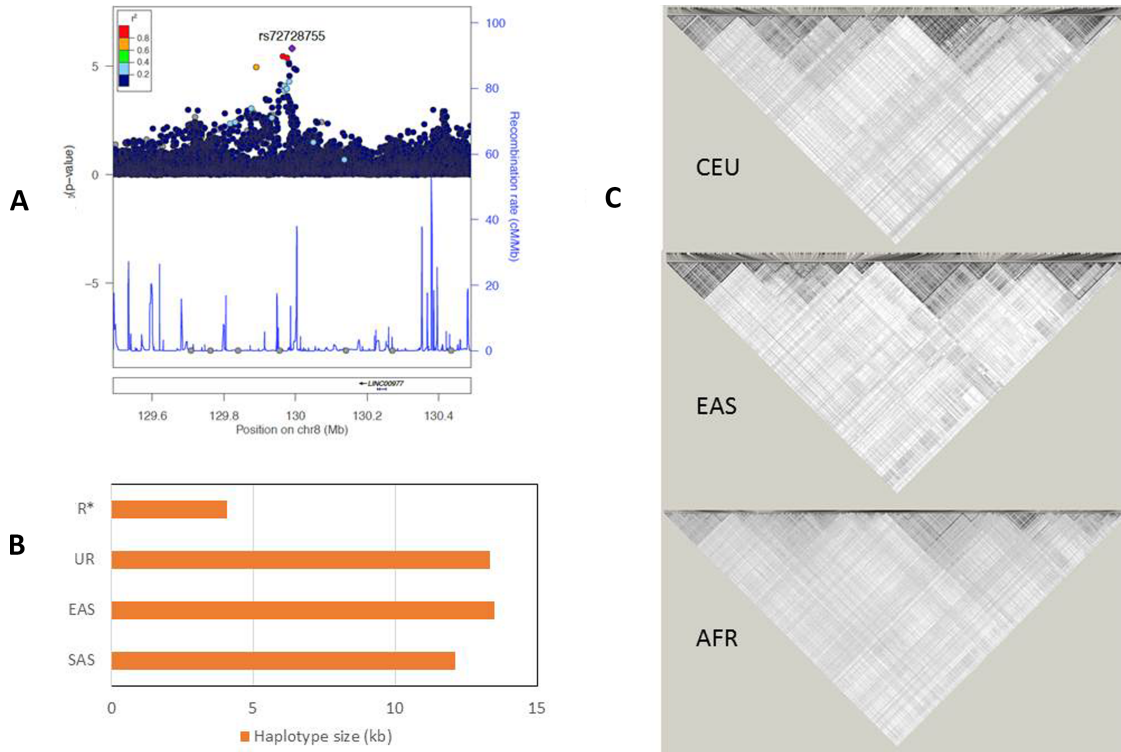 A
r²
0.8
0.6
0.4
0.2
rs72728755
5
0
−5
(p−value)
100
80
60
40
20
0
Recombination rate (cM/Mb)
LINC00977
129.6 129.8 130 130.2 130.4
Position on chr8 (Mb)
B
R*
UR
EAS
SAS
0 5 10 15
Haplotype size (kb)
C
CEU
EAS
AFR